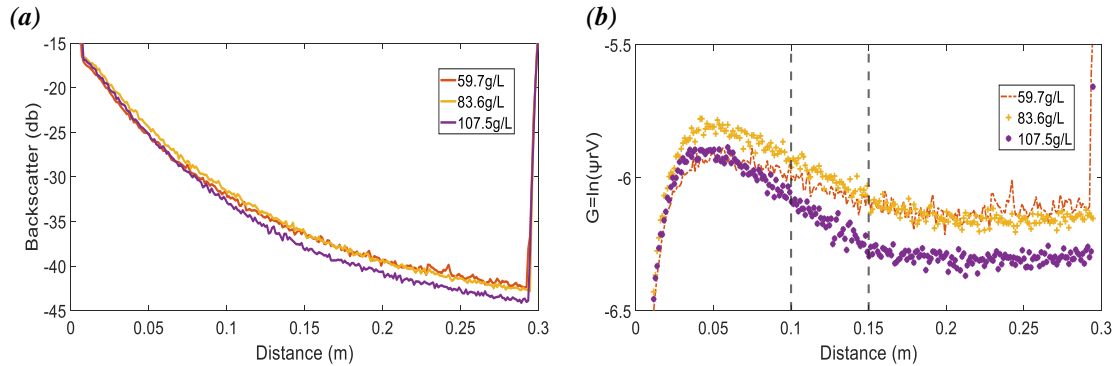 (a)
-15
-20
-25
-30
-35
-40
-45
Backscatter (db)
59.7g/L
83.6g/L
107.5g/L
0 0.05 0.1 0.15 0.2 0.25 0.3
Distance (m)
(b)
-5.5
-6
-6.5
G=ln(ψrV)
59.7g/L
83.6g/L
107.5g/L
0 0.05 0.1 0.15 0.2 0.25 0.3
Distance (m)